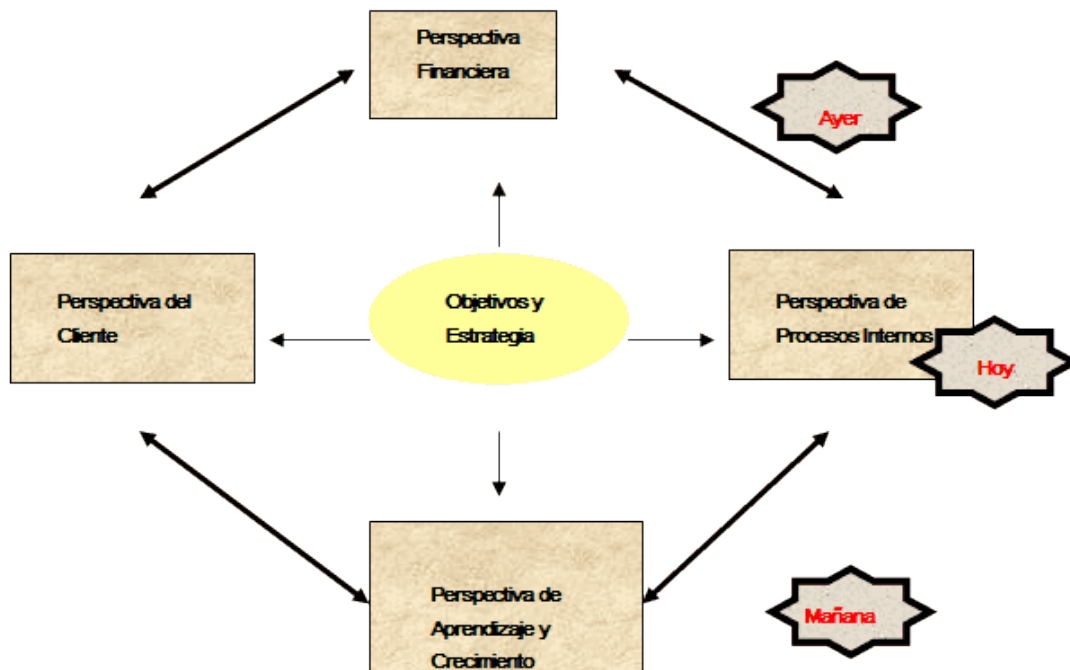 Perspectiva
Financiera
Ayer
Perspectiva del
Cliente
Objetivos y
Estrategia
Perspectiva de
Procesos Internos
Hoy
Perspectiva de
Aprendizaje y
Crecimiento
Mañana